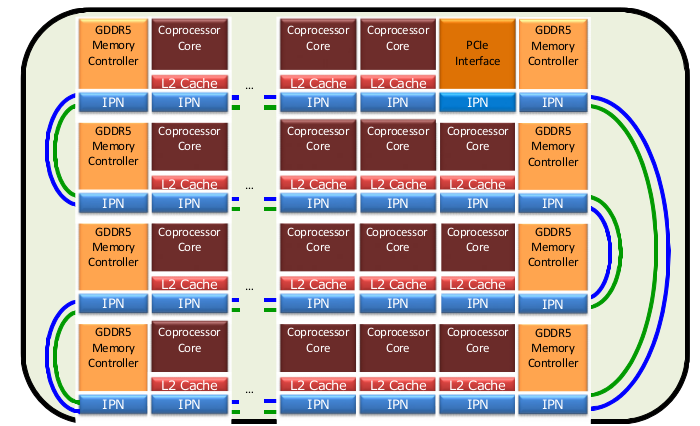 GDDR5
Memory
Controller
Coprocessor
Core
L2 Cache
IPN
IPN
...
Coprocessor
Core
L2 Cache
IPN
Coprocessor
Core
L2 Cache
IPN
PCIe
Interface
IPN
GDDR5
Memory
Controller
IPN
GDDR5
Memory
Controller
IPN
Coprocessor
Core
L2 Cache
IPN
...
Coprocessor
Core
L2 Cache
IPN
Coprocessor
Core
L2 Cache
IPN
Coprocessor
Core
L2 Cache
IPN
GDDR5
Memory
Controller
IPN
GDDR5
Memory
Controller
IPN
Coprocessor
Core
L2 Cache
IPN
...
Coprocessor
Core
L2 Cache
IPN
Coprocessor
Core
L2 Cache
IPN
Coprocessor
Core
L2 Cache
IPN
GDDR5
Memory
Controller
IPN
GDDR5
Memory
Controller
IPN
Coprocessor
Core
L2 Cache
IPN
...
Coprocessor
Core
L2 Cache
IPN
Coprocessor
Core
L2 Cache
IPN
Coprocessor
Core
L2 Cache
IPN
GDDR5
Memory
Controller
IPN